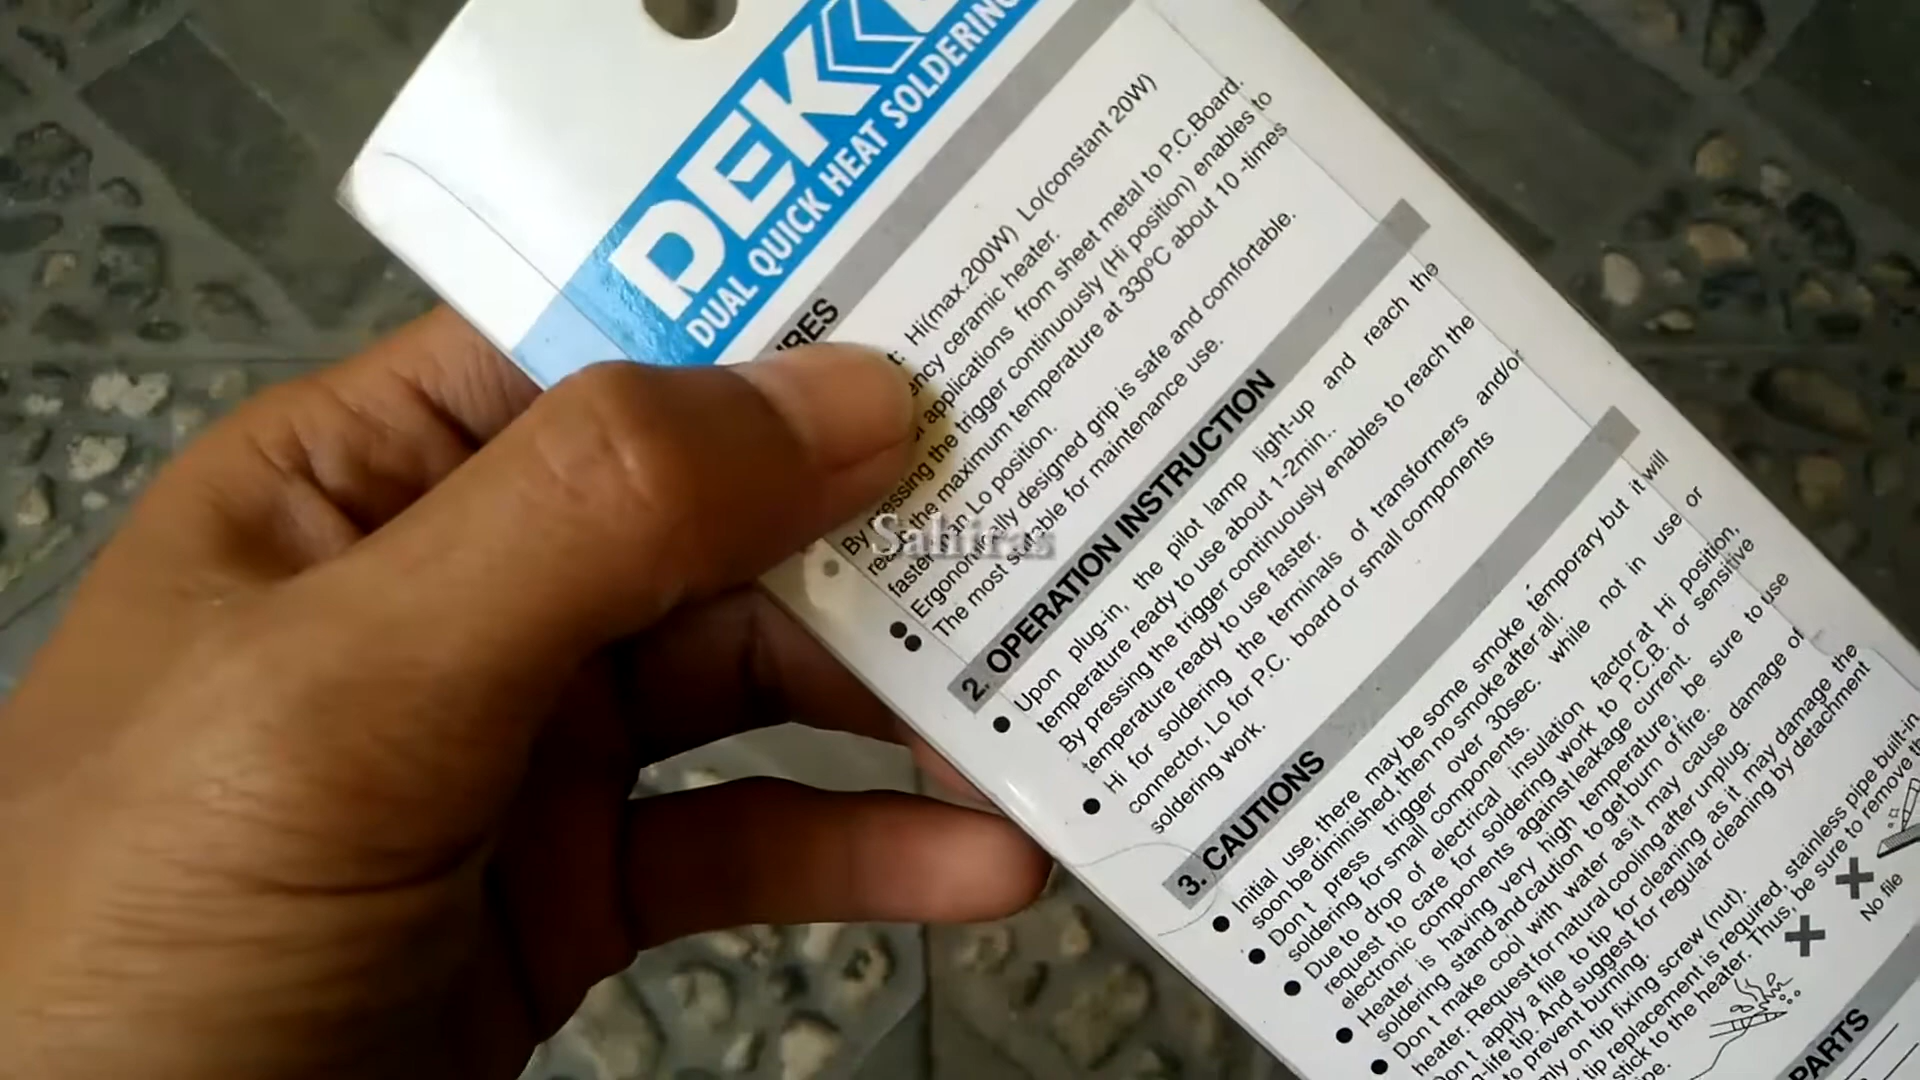 PEK
DUAL QUICK HEAT SOLDERING
Hi(max.200W) Lo(constant 20W)
ceramic heater.
applications from sheet metal to P.C.Board.
By pressing the trigger continuously (Hi position) enables to
the maximum temperature at 330ºC about 10 -times
faster Lo position.
Ergonomically designed grip is safe and comfortable.
The most suitable for maintenance use.
2. OPERATION INSTRUCTION
Upon plug-in, the pilot lamp light-up and reach the
temperature ready to use about 1-2min..
By pressing the trigger continuously enables to reach the
temperature ready to use faster.
Hi for soldering the terminals of transformers and/or
connector, Lo for P.C. board or small components
soldering work.
3. CAUTIONS
Initial use, there may be some smoke temporary but it will
soon be diminished, then no smoke after all.
Don t press trigger over 30sec. while not in use or
soldering for small components.
Due to drop of electrical insulation factor at Hi position,
request to care for soldering work to P.C.B. or sensitive
electronic components against leakage current.
Heater is having very high temperature, be sure to use
soldering stand and caution to get burn of fire.
Don t make cool with water as it may cause damage of
heater. Request for natural cooling after unplug.
Don t apply a file to tip for cleaning as it may damage the
tip. And suggest for regular cleaning by detachment
to prevent burning.
on tip fixing screw (nut).
tip replacement is required, stainless pipe built-in
stick to the heater. Thus, be sure to remove
No file
PARTS
Sahiras